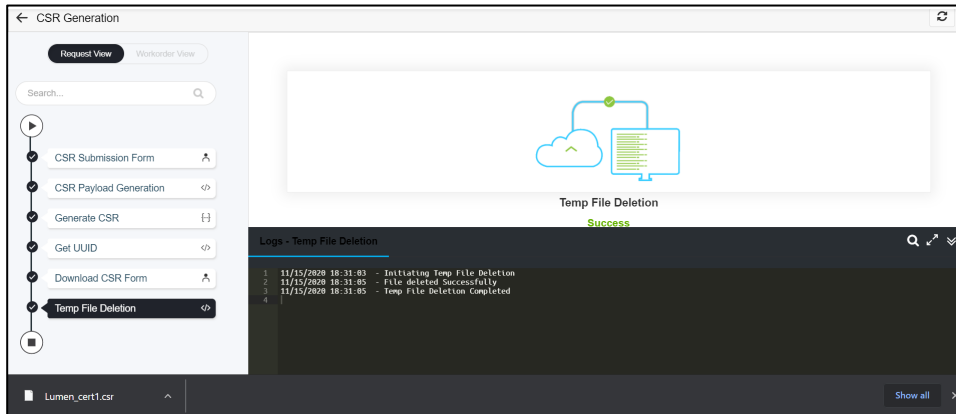 CSR Generation
Request View
Workorder View
Search...
CSR Submission Form
CSR Payload Generation
Generate CSR
Get UUID
Download CSR Form
Temp File Deletion
Temp File Deletion
Success
Logs - Temp File Deletion
1 11/15/2020 18:31:03 - Initiating Temp File Deletion
2 11/15/2020 18:31:05 - File deleted Successfully
3 11/15/2020 18:31:05 - Temp File Deletion Completed
4
Lumen_cert1.csr
Show all